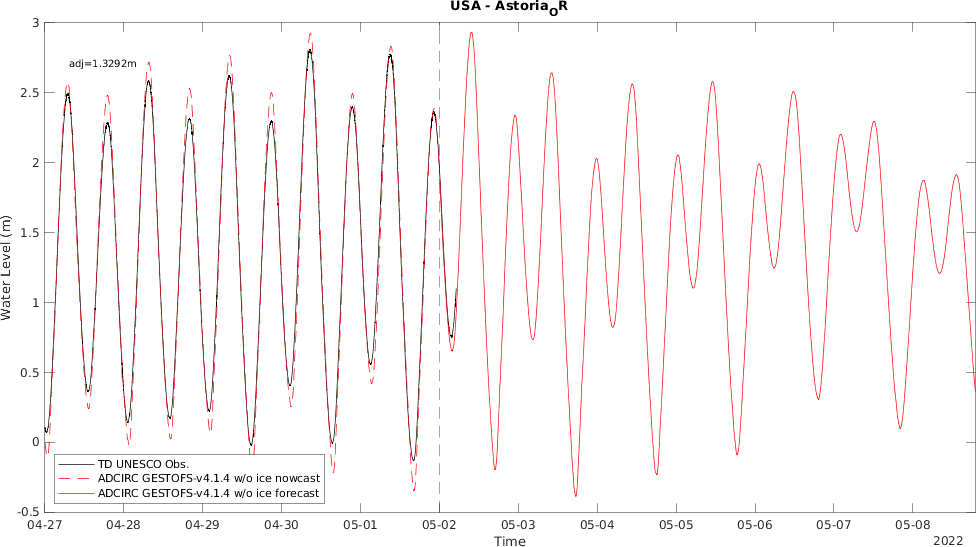 USA - Astoria_OR
3
adj=1.3292m
2.5
2
1.5
1
0.5
0
-0.5
Water Level (m)
TD UNESCO Obs.
ADCIRC GESTOFS-v4.1.4 w/o ice nowcast
ADCIRC GESTOFS-v4.1.4 w/o ice forecast
04-27 04-28 04-29 04-30 05-01 05-02 05-03 05-04 05-05 05-06 05-07 05-08
Time
2022